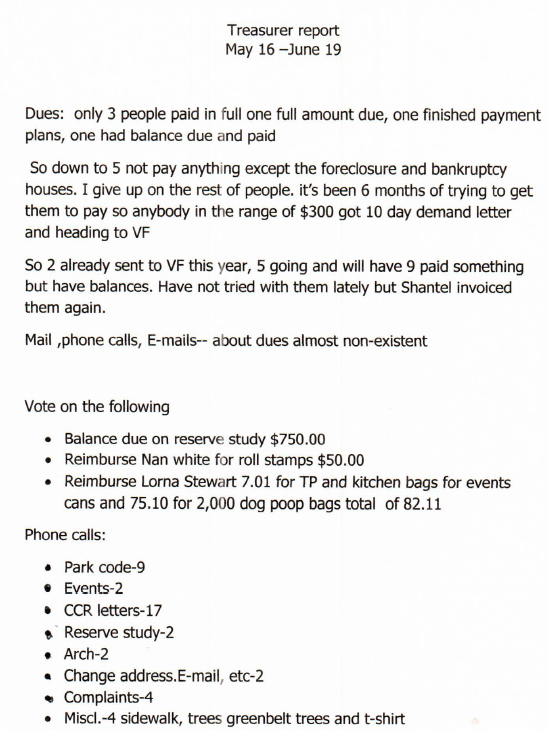 Treasurer report
May 16 –June 19
Dues:  only 3 people paid in full one full amount due, one finished payment
plans, one had balance due and paid
So down to 5 not pay anything except the foreclosure and bankruptcy
houses. I give up on the rest of people. it's been 6 months of trying to get
them to pay so anybody in the range of $300 got 10 day demand letter
and heading to VF
So 2 already sent to VF this year, 5 going and will have 9 paid something
but have balances. Have not tried with them lately but Shantel invoiced
them again.
Mail ,phone calls, E-mails-- about dues almost non-existent
Vote on the following
• Balance due on reserve study $750.00
• Reimburse Nan white for roll stamps $50.00
• Reimburse Lorna Stewart 7.01 for TP and kitchen bags for events
cans and 75.10 for 2,000 dog poop bags total  of 82.11
Phone calls:
• Park code-9
• Events-2
• CCR letters-17
• Reserve study-2
• Arch-2
• Change address.E-mail, etc-2
• Complaints-4
• Miscl.-4 sidewalk, trees greenbelt trees and t-shirt